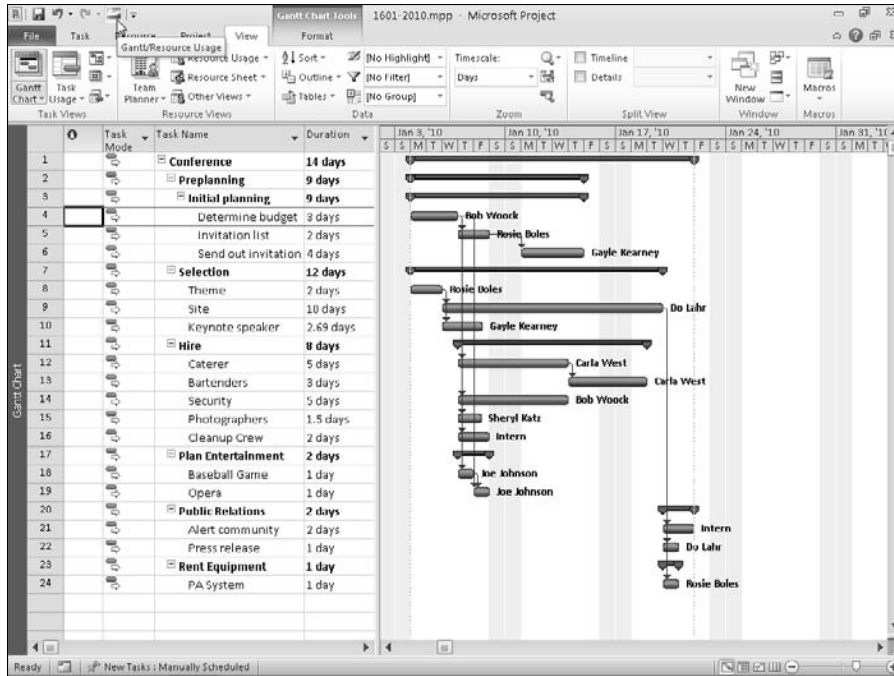 Gantt Chart Tools 1601-2010.mpp - Microsoft Project
File Task Resource Project View Format
Gantt/Resource Usage
Gantt Chart Task Usage
Team Planner
Resource Usage
Resource Sheet
Other Views
Sort
Outline
Tables
[No Highlight]
[No Filter]
[No Group]
Timescale:
Days
Timeline
Details
New Window
Macros
Task Views Resource Views Data Zoom Split View Window Macros
Task Mode Task Name Duration
Jan 3, '10 Jan 10, '10 Jan 17, '10 Jan 24, '10 Jan 31, '10
S S M T W T F S S M T W T F S S M T W T F S S M T W T F S S M T W
1 Conference 14 days
2 Preplanning 9 days
3 Initial planning 9 days
4 Determine budget 3 days Bob Woock
5 Invitation list 2 days Rosie Boles
6 Send out invitation 4 days Gayle Kearney
7 Selection 12 days
8 Theme 2 days Rosie Boles
9 Site 10 days Do Lahr
10 Keynote speaker 2.69 days Gayle Kearney
11 Hire 8 days
12 Caterer 5 days Carla West
13 Bartenders 3 days Carla West
14 Security 5 days Bob Woock
15 Photographers 1.5 days Sheryl Katz
16 Cleanup Crew 2 days Intern
17 Plan Entertainment 2 days
18 Baseball Game 1 day Joe Johnson
19 Opera 1 day Joe Johnson
20 Public Relations 2 days
21 Alert community 2 days Intern
22 Press release 1 day Do Lahr
23 Rent Equipment 1 day
24 PA System 1 day Rosie Boles
Gantt Chart
Ready New Tasks : Manually Scheduled